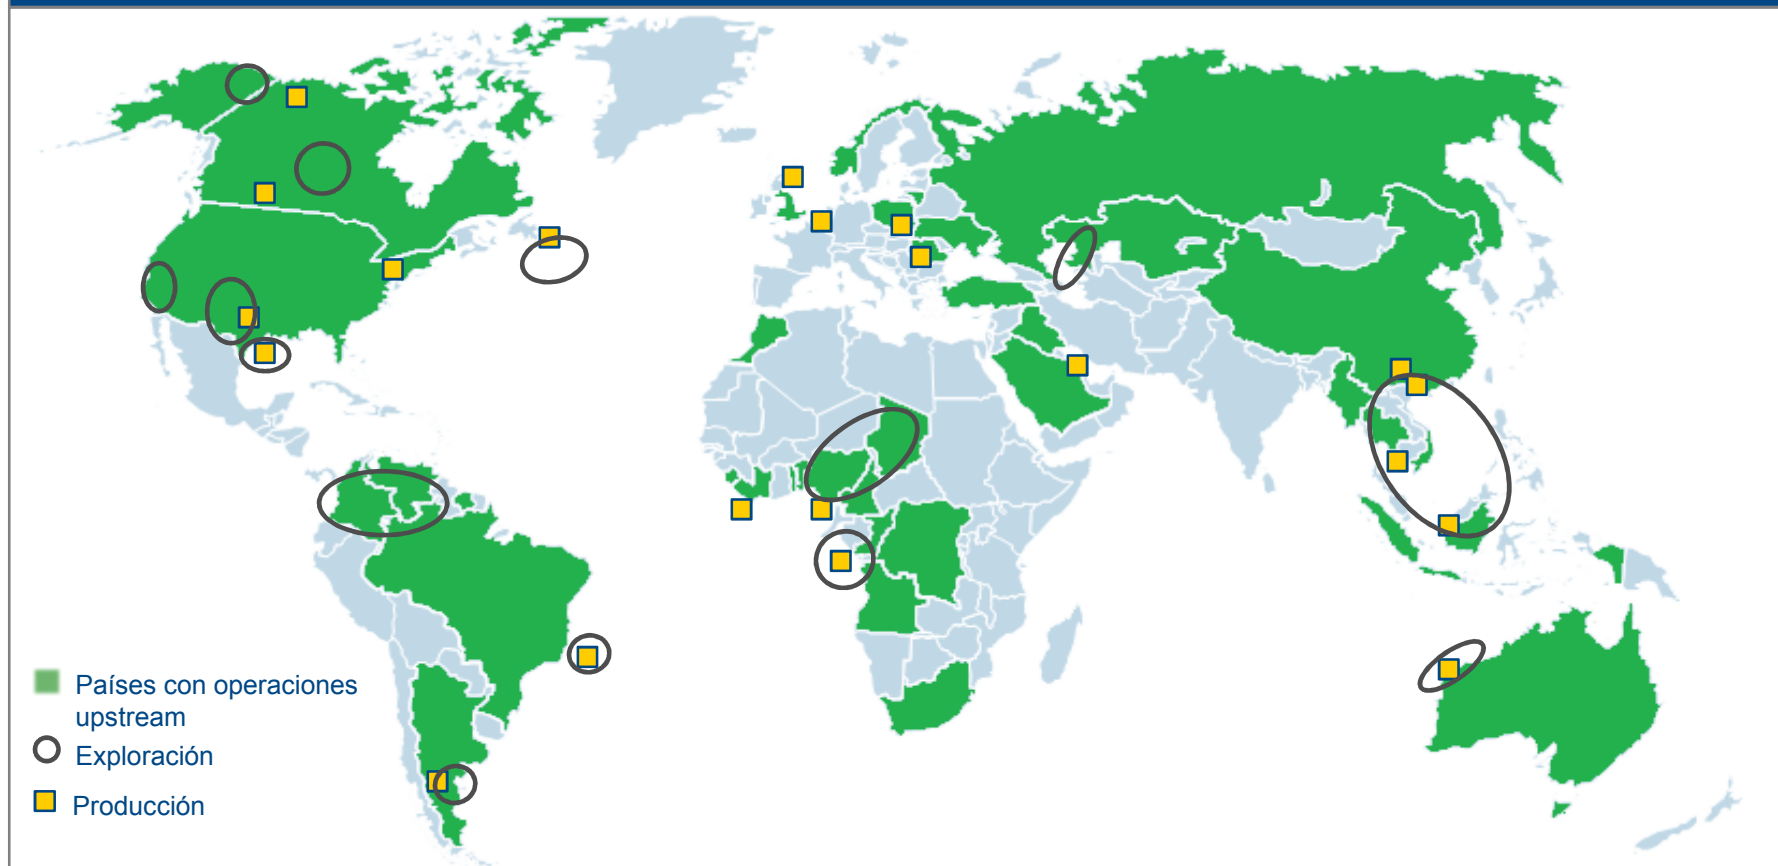 Países con operaciones
upstream
Exploración
Producción